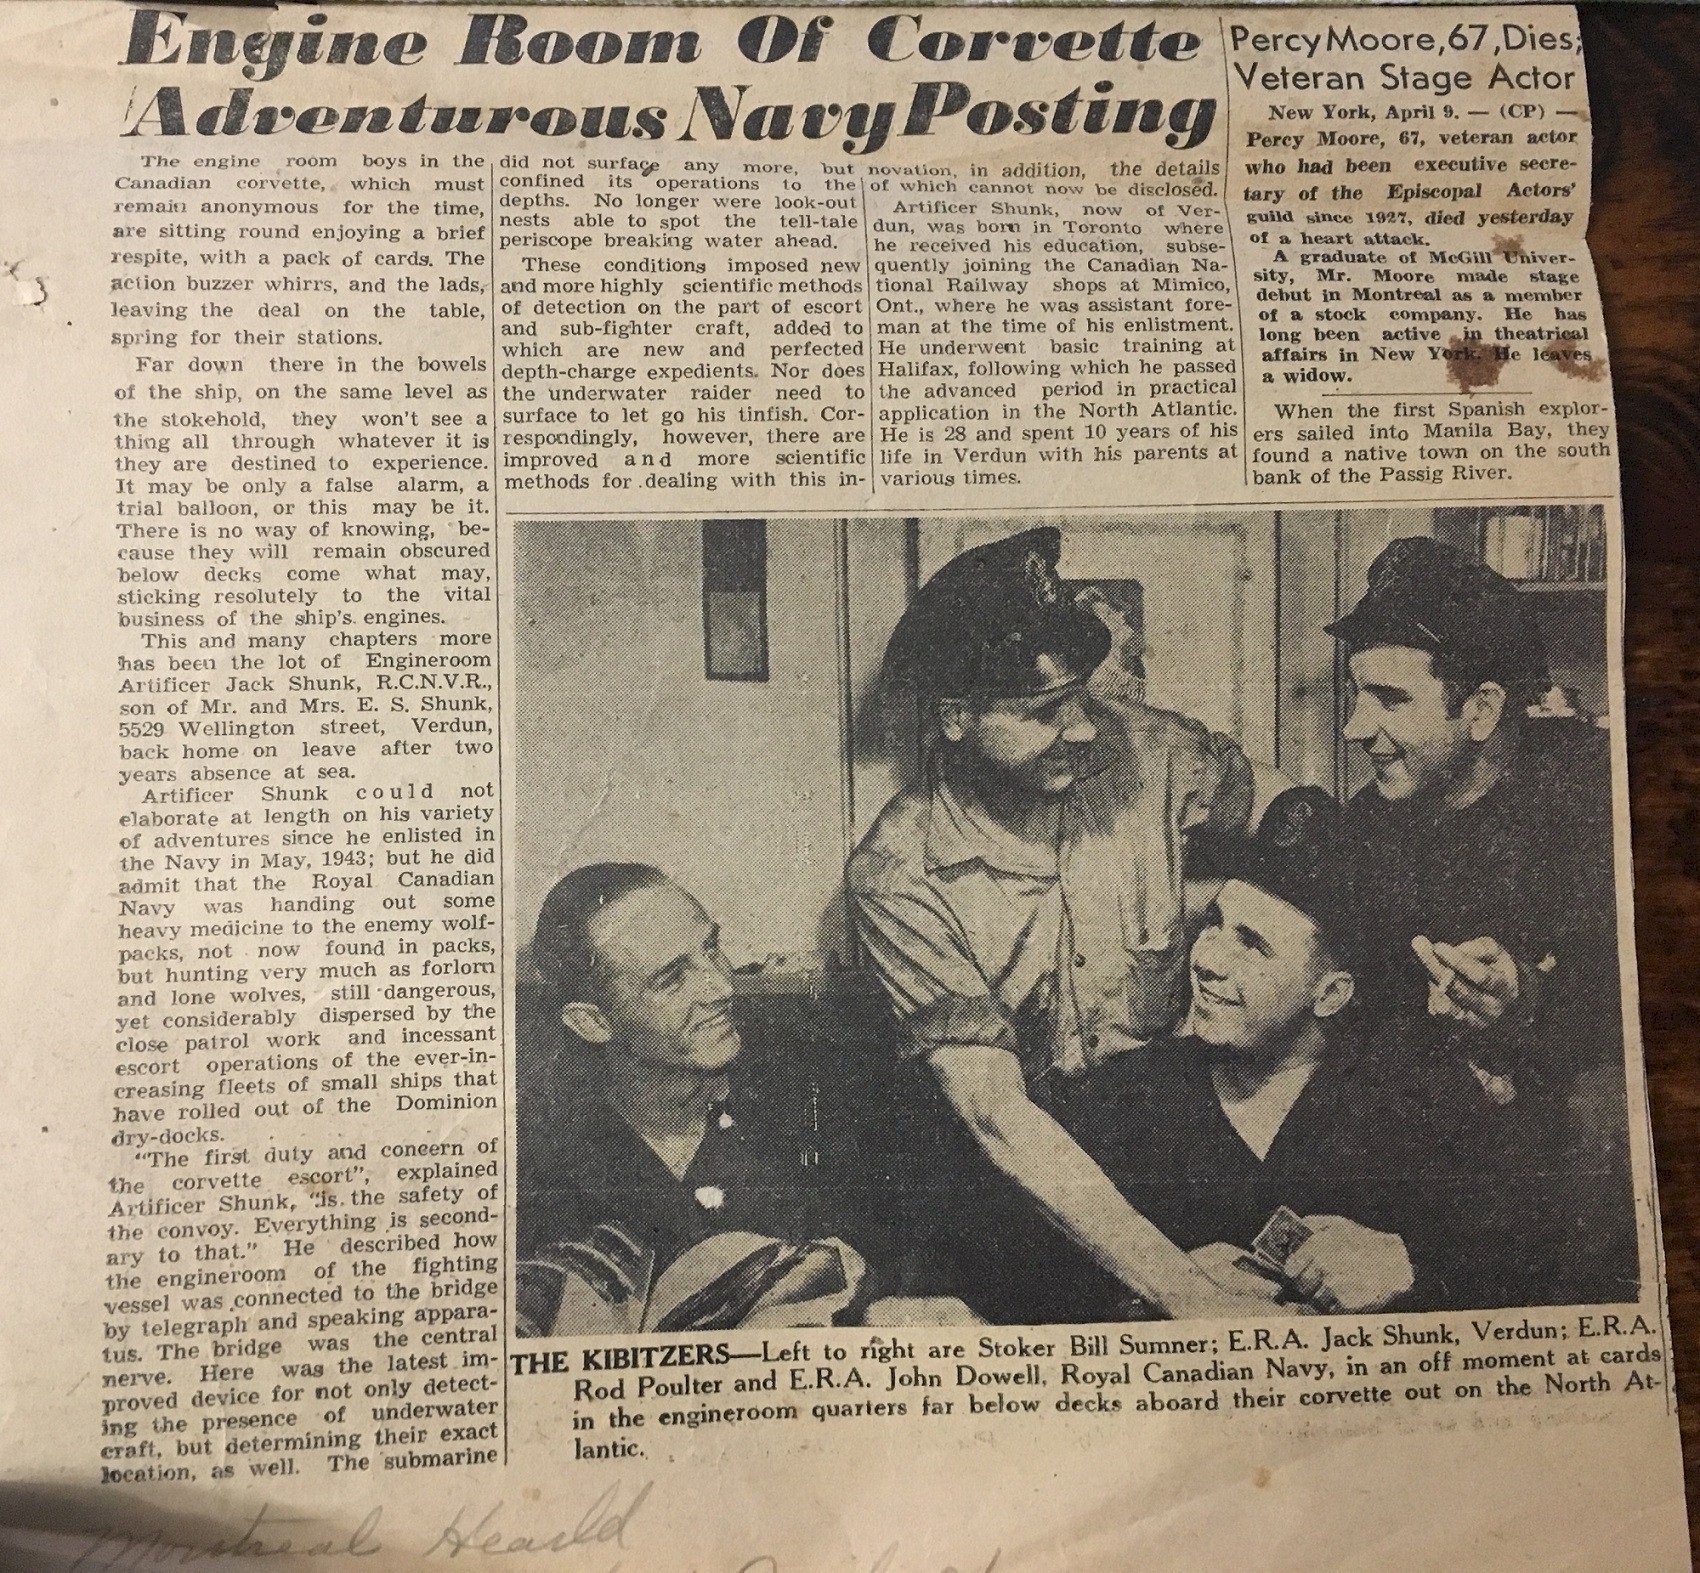 Engine Room Of Corvette
Adventurous Navy Posting
The engine room boys in the
Canadian corvette, which must
remain anonymous for the time,
are sitting round enjoying a brief
respite, with a pack of cards. The
action buzzer whirrs, and the lads,
leaving the deal on the table,
spring for their stations.
Far down there in the bowels
of the ship, on the same level as
the stokehold, they won't see a
thing all through whatever it is
they are destined to experience.
It may be only a false alarm, a
trial balloon, or this may be it.
There is no way of knowing, be-
cause they will remain obscured
below decks come what may,
sticking resolutely to the vital
business of the ship's engines.
This and many chapters more
has been the lot of Engineroom
Artificer Jack Shunk, R.C.N.V.R.,
son of Mr. and Mrs. E. S. Shunk,
5529 Wellington street, Verdun,
back home on leave after two
years absence at sea.
Artificer Shunk could not
elaborate at length on his variety
of adventures since he enlisted in
the Navy in May, 1943; but he did
admit that the Royal Canadian
Navy was handing out some
heavy medicine to the enemy wolf-
packs, not now found in packs,
but hunting very much as forlorn
and lone wolves, still dangerous,
yet considerably dispersed by the
close patrol work and incessant
escort operations of the ever-in-
creasing fleets of small ships that
have rolled out of the Dominion
dry-docks.
"The first duty and concern of
the corvette escort", explained
Artificer Shunk, "is the safety of
the convoy. Everything is second-
ary to that." He described how
the engineroom of the fighting
vessel was connected to the bridge
by telegraph and speaking appara-
tus. The bridge was the central
nerve. Here was the latest im-
proved device for not only detect-
ing the presence of underwater
craft, but determining their exact
location, as well. The submarine
did not surface any more, but
confined its operations to the
depths. No longer were look-out
nests able to spot the tell-tale
periscope breaking water ahead.
These conditions imposed new
and more highly scientific methods
of detection on the part of escort
and sub-fighter craft, added to
which are new and perfected
depth-charge expedients. Nor does
the underwater raider need to
surface to let go his tinfish. Cor-
respondingly, however, there are
improved and more scientific
methods for dealing with this in-
novation, in addition, the details
of which cannot now be disclosed.
Artificer Shunk, now of Ver-
dun, was born in Toronto where
he received his education, subse-
quently joining the Canadian Na-
tional Railway shops at Mimico,
Ont., where he was assistant fore-
man at the time of his enlistment.
He underwent basic training at
Halifax, following which he passed
the advanced period in practical
application in the North Atlantic.
He is 28 and spent 10 years of his
life in Verdun with his parents at
various times.
Percy Moore, 67, Dies;
Veteran Stage Actor
New York, April 9. — (CP) —
Percy Moore, 67, veteran actor
who had been executive secre-
tary of the Episcopal Actors'
guild since 1927, died yesterday
of a heart attack.
A graduate of McGill Univer-
sity, Mr. Moore made stage
debut in Montreal as a member
of a stock company. He has
long been active in theatrical
affairs in New York. He leaves
a widow.
When the first Spanish explor-
ers sailed into Manila Bay, they
found a native town on the south
bank of the Passig River.
THE KIBITZERS—Left to right are Stoker Bill Sumner; E.R.A. Jack Shunk, Verdun; E.R.A.
Rod Poulter and E.R.A. John Dowell, Royal Canadian Navy, in an off moment at cards
in the engineroom quarters far below decks aboard their corvette out on the North At-
lantic.
Montreal Herald